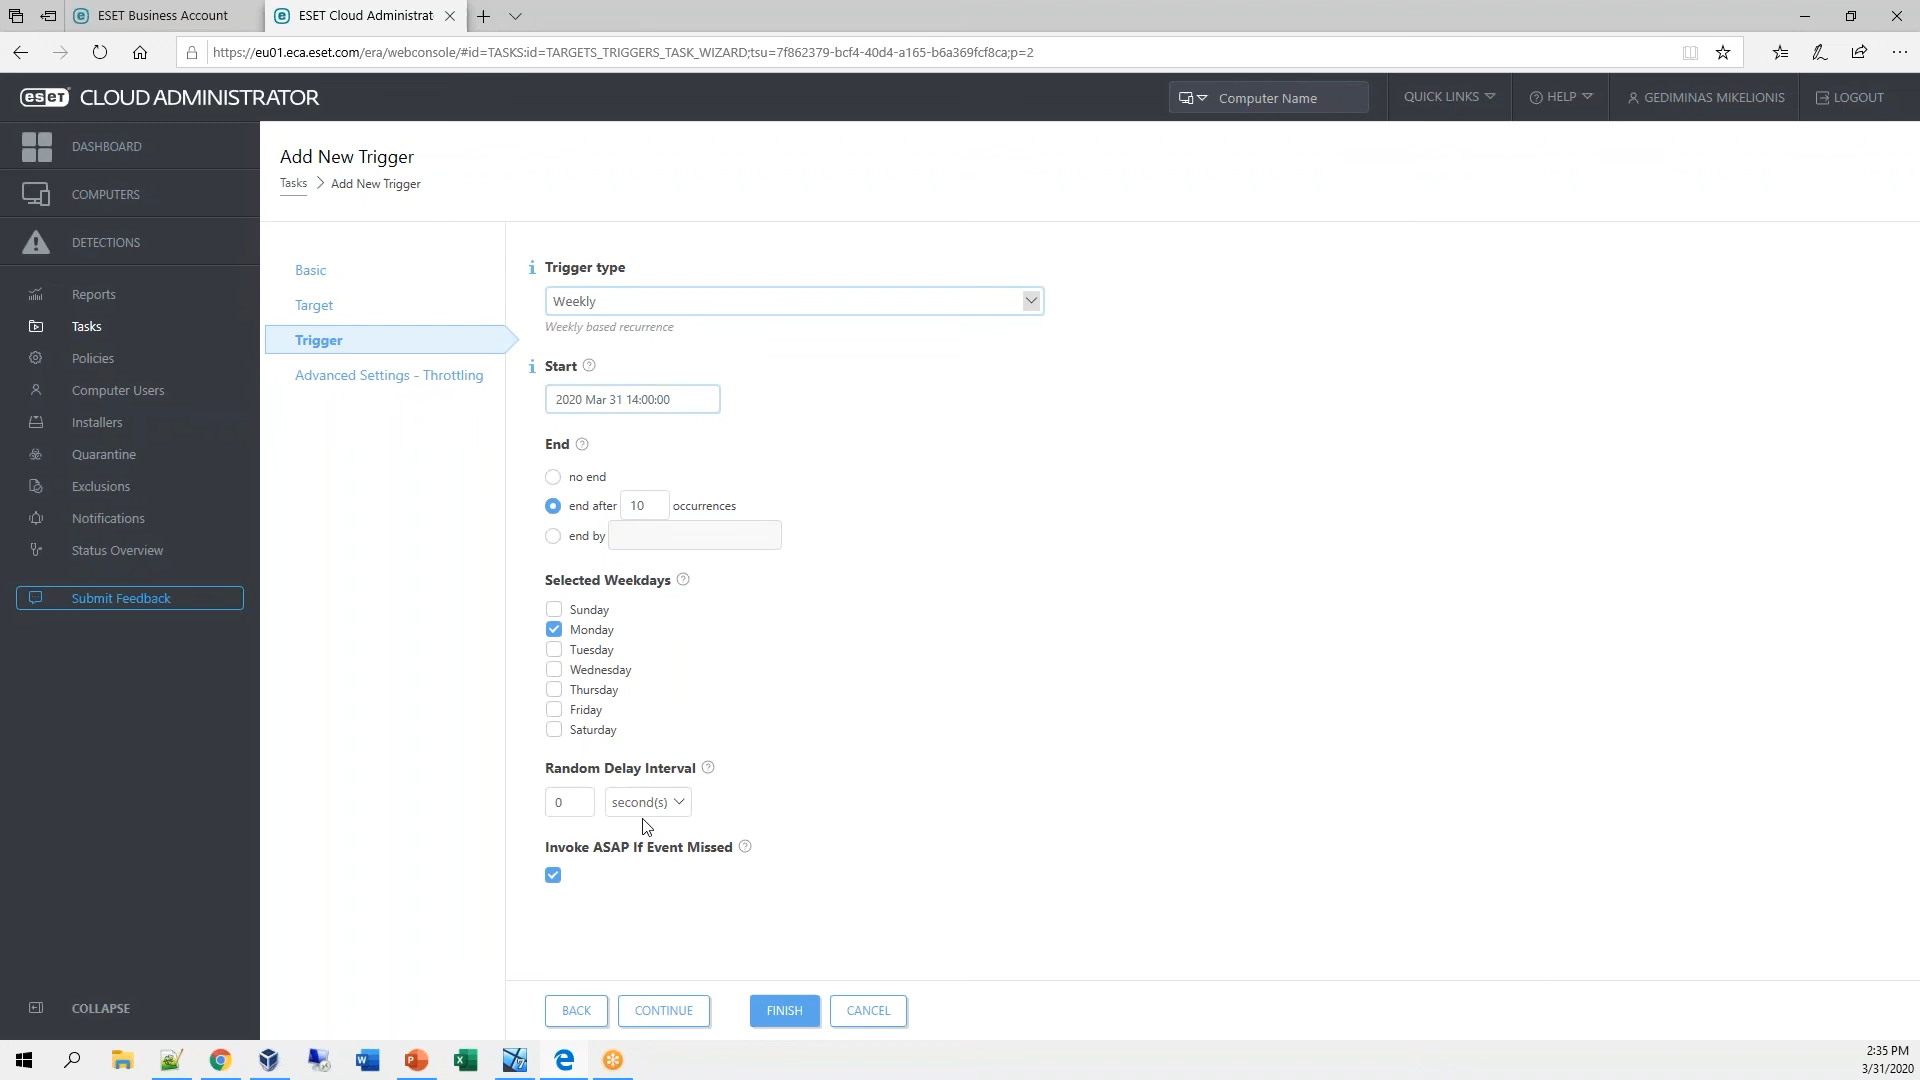 ESET Business Account
ESET Cloud Administrat
https://eu01.eca.eset.com/era/webconsole/#id=TASKS:id=TARGETS_TRIGGERS_TASK_WIZARD;tsu=7f862379-bcf4-40d4-a165-b6a369fcf8ca;p=2
eset CLOUD ADMINISTRATOR
Computer Name
QUICK LINKS
HELP
GEDIMINAS MIKELIONIS
LOGOUT
DASHBOARD
COMPUTERS
DETECTIONS
Reports
Tasks
Policies
Computer Users
Installers
Quarantine
Exclusions
Notifications
Status Overview
Submit Feedback
COLLAPSE
Add New Trigger
Tasks > Add New Trigger
Basic
Target
Trigger
Advanced Settings - Throttling
Trigger type
Weekly
Weekly based recurrence
Start
2020 Mar 31 14:00:00
End
no end
end after 10 occurrences
end by
Selected Weekdays
Sunday
Monday
Tuesday
Wednesday
Thursday
Friday
Saturday
Random Delay Interval
0 second(s)
Invoke ASAP If Event Missed
BACK CONTINUE FINISH CANCEL
2:35 PM
3/31/2020